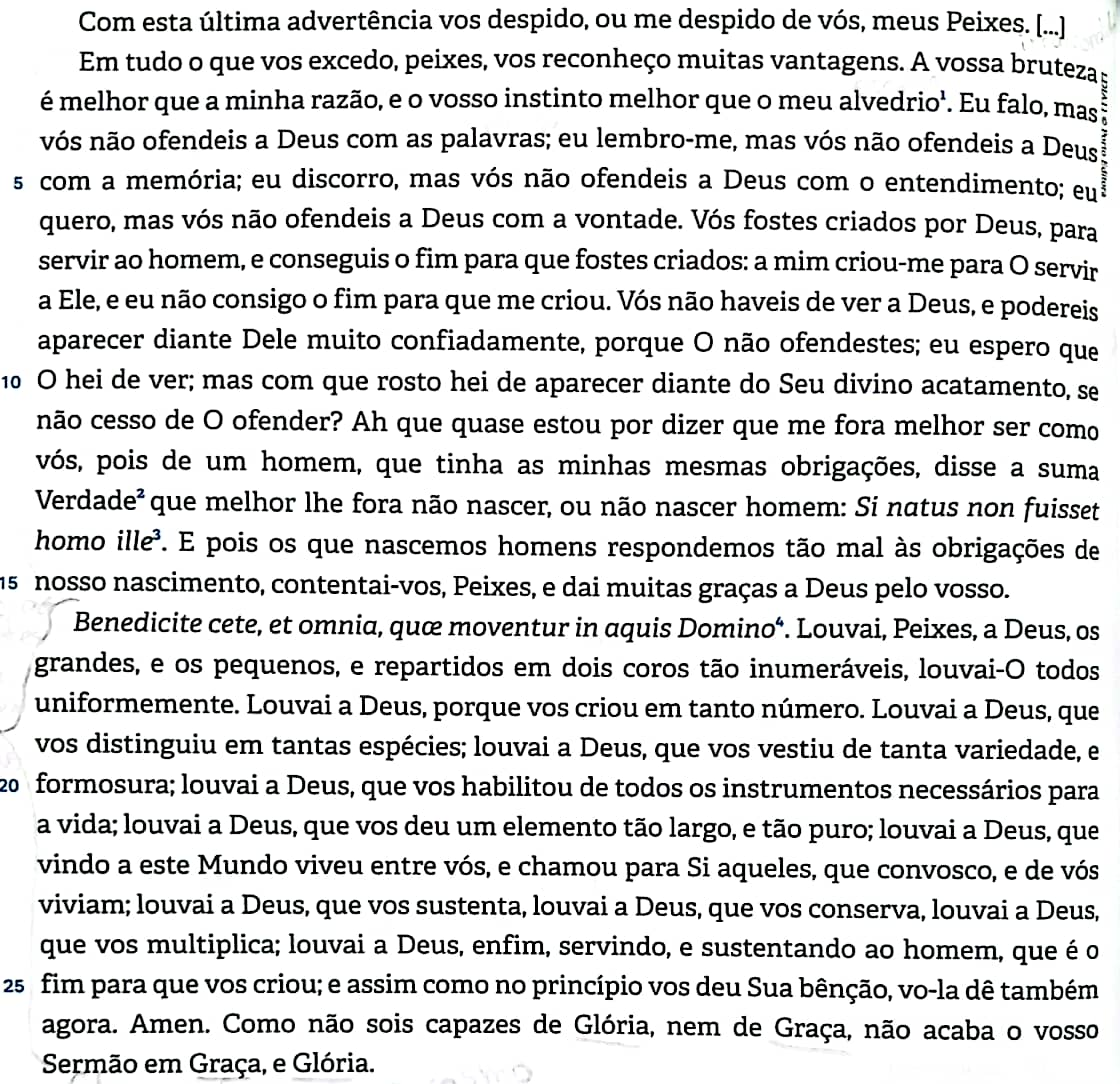 Com esta última advertência vos despido, ou me despido de vós, meus Peixes. [...]
Em tudo o que vos excedo, peixes, vos reconheço muitas vantagens. A vossa bruteza
é melhor que a minha razão, e o vosso instinto melhor que o meu alvedrio¹. Eu falo, mas
vós não ofendeis a Deus com as palavras; eu lembro-me, mas vós não ofendeis a Deus
5 com a memória; eu discorro, mas vós não ofendeis a Deus com o entendimento; eu
quero, mas vós não ofendeis a Deus com a vontade. Vós fostes criados por Deus, para
servir ao homem, e conseguis o fim para que fostes criados: a mim criou-me para O servir
a Ele, e eu não consigo o fim para que me criou. Vós não haveis de ver a Deus, e podereis
aparecer diante Dele muito confiadamente, porque O não ofendestes; eu espero que
10 O hei de ver; mas com que rosto hei de aparecer diante do Seu divino acatamento, se
não cesso de O ofender? Ah que quase estou por dizer que me fora melhor ser como
vós, pois de um homem, que tinha as minhas mesmas obrigações, disse a suma
Verdade² que melhor lhe fora não nascer, ou não nascer homem: Si natus non fuisset
homo ille³. E pois os que nascemos homens respondemos tão mal às obrigações de
15 nosso nascimento, contentai-vos, Peixes, e dai muitas graças a Deus pelo vosso.
Benedicite cete, et omnia, quæ moventur in aquis Domino⁴. Louvai, Peixes, a Deus, os
grandes, e os pequenos, e repartidos em dois coros tão inumeráveis, louvai-O todos
uniformemente. Louvai a Deus, porque vos criou em tanto número. Louvai a Deus, que
vos distinguiu em tantas espécies; louvai a Deus, que vos vestiu de tanta variedade, e
20 formosura; louvai a Deus, que vos habilitou de todos os instrumentos necessários para
a vida; louvai a Deus, que vos deu um elemento tão largo, e tão puro; louvai a Deus, que
vindo a este Mundo viveu entre vós, e chamou para Si aqueles, que convosco, e de vós
viviam; louvai a Deus, que vos sustenta, louvai a Deus, que vos conserva, louvai a Deus,
que vos multiplica; louvai a Deus, enfim, servindo, e sustentando ao homem, que é o
25 fim para que vos criou; e assim como no princípio vos deu Sua bênção, vo-la dê também
agora. Amen. Como não sois capazes de Glória, nem de Graça, não acaba o vosso
Sermão em Graça, e Glória.